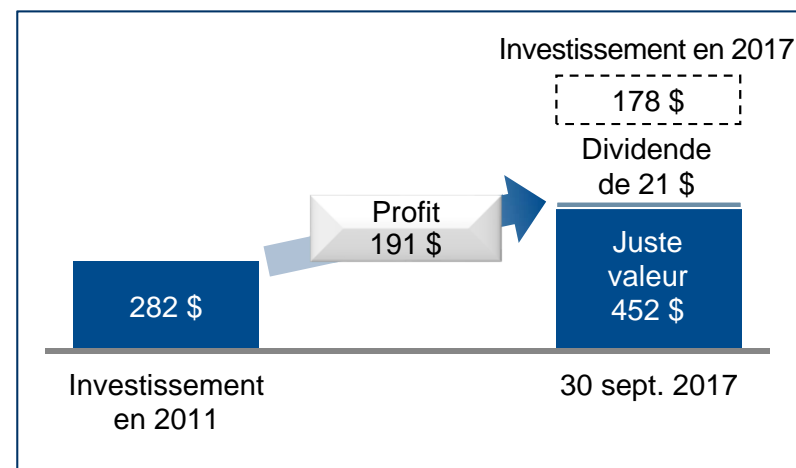 Investissement en 2017
178 $
Dividende
de 21 $
Profit
191 $
Juste
valeur
452 $
282 $
Investissement
en 2011
30 sept. 2017